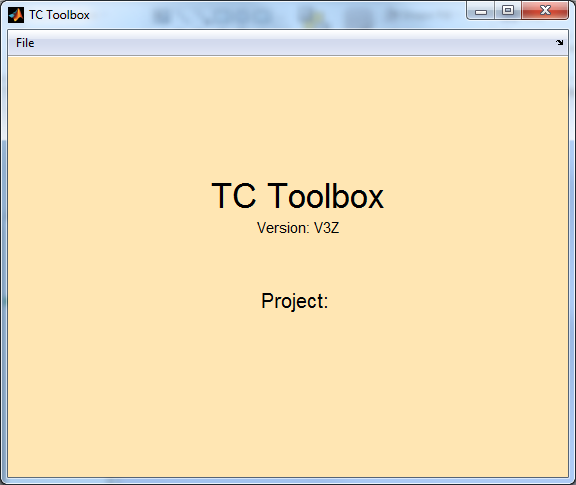 TC Toolbox
File
TC Toolbox
Version: V3Z
Project: